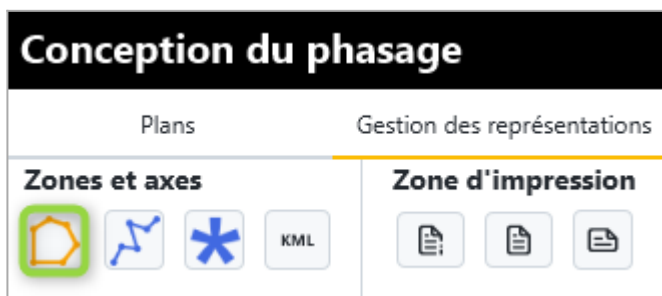 Conception du phasage
Plans
Gestion des représentations
Zones et axes
Zone d'impression
KML